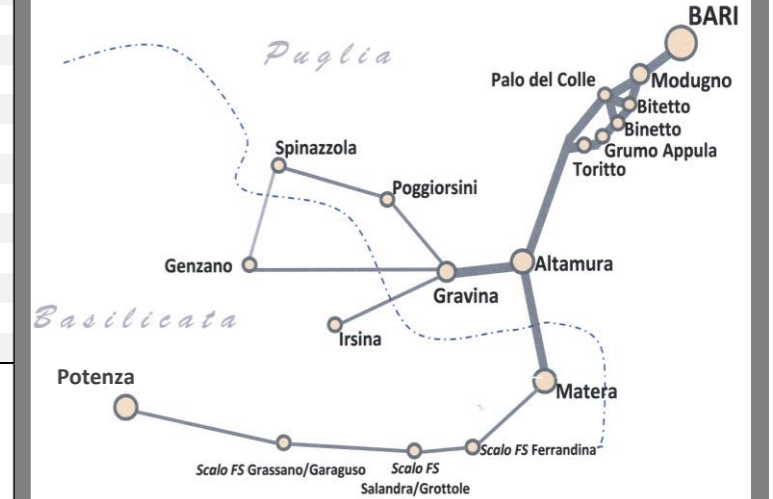 BARI
Puglia
Palo del Colle
Modugno
Bitetto
Binetto
Grumo Appula
Toritto
Spinazzola
Poggiorsini
Genzano
Altamura
Gravina
Basilicata
Irsina
Potenza
Matera
Scalo FS Ferrandina
Scalo FS Grassano/Garaguso
Scalo FS
Salandra/Grottole